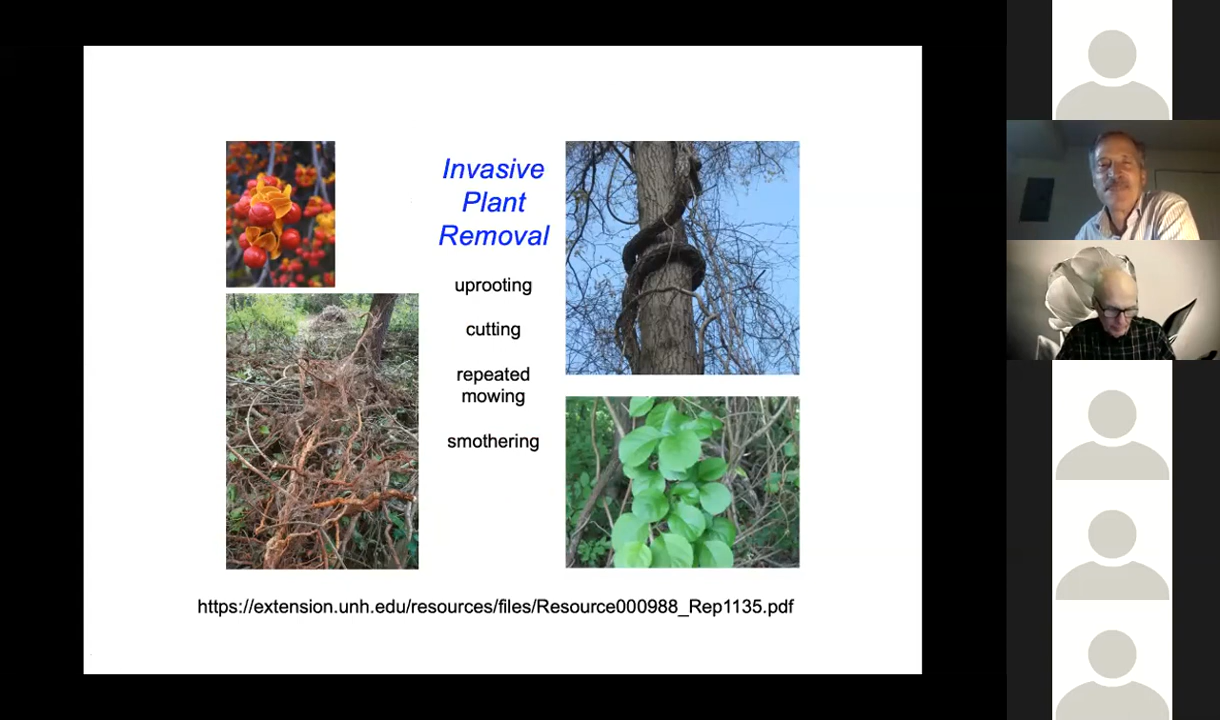 Invasive
Plant
Removal
uprooting
cutting
repeated
mowing
smothering
https://extension.unh.edu/resources/files/Resource000988_Rep1135.pdf